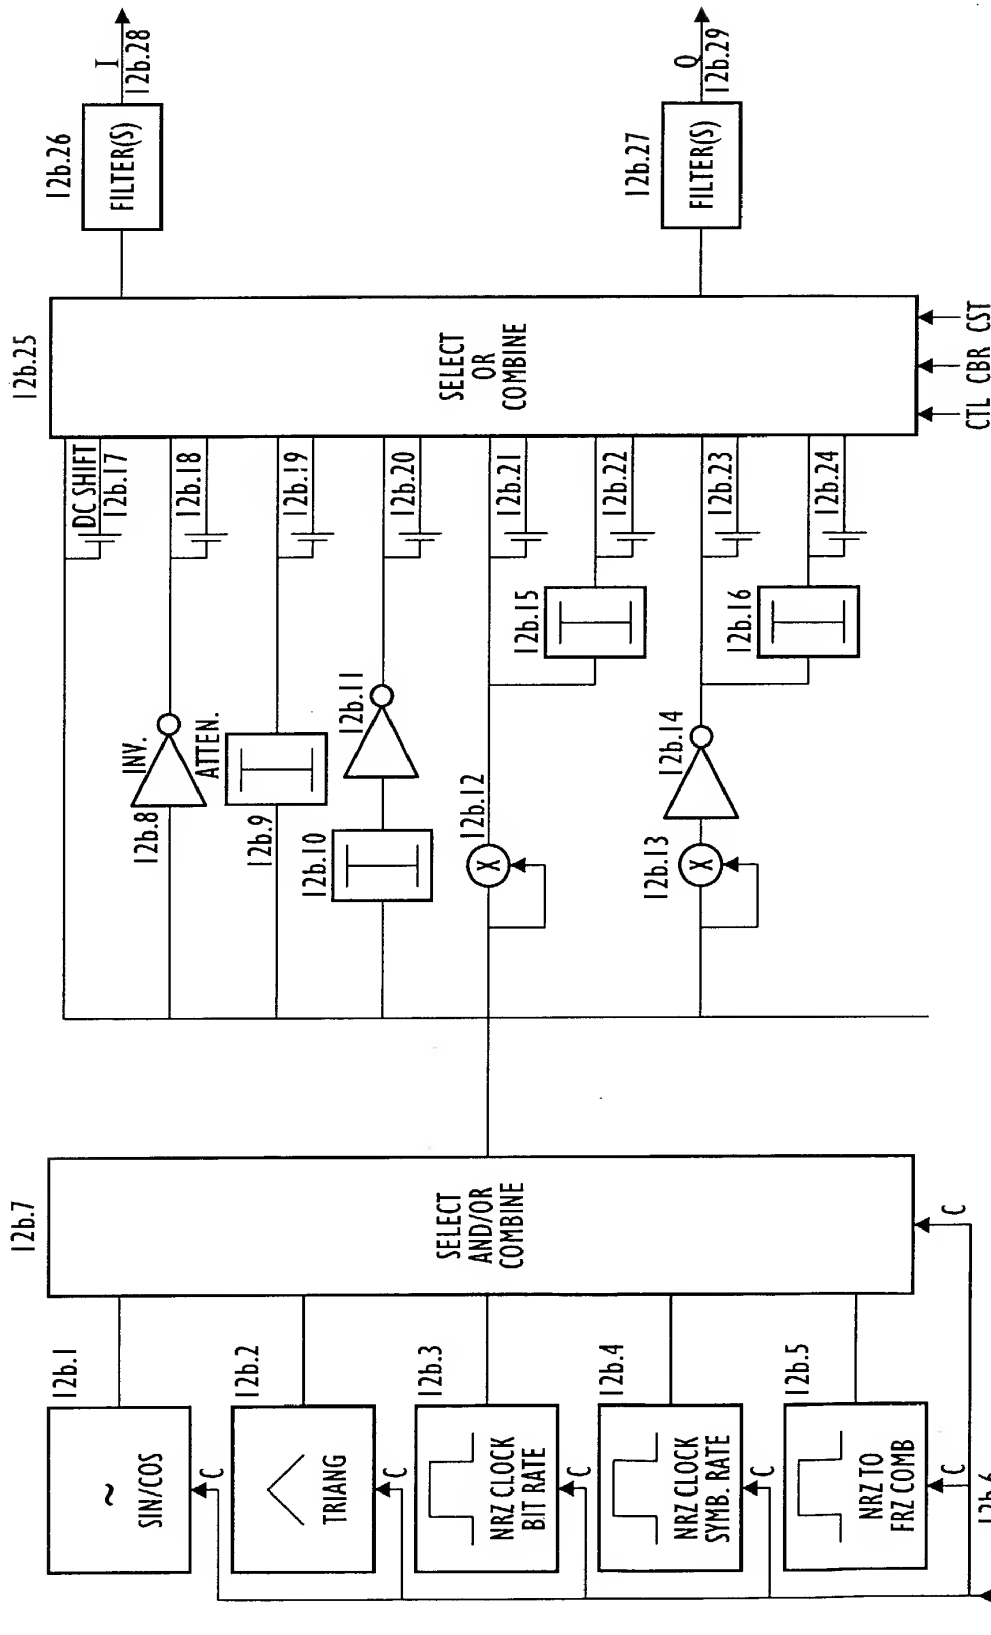 12b.1
~
SIN/COS
C
12b.2
TRIANG
C
12b.3
NRZ CLOCK
BIT RATE
C
12b.4
NRZ CLOCK
SYMB. RATE
C
12b.5
NRZ TO
FRZ COMB
C
12b.6
12b.7
SELECT
AND/OR
COMBINE
C
INV.
12b.8
ATTEN.
12b.9
12b.10
12b.11
X
12b.12
X
12b.13
12b.14
12b.15
12b.16
DC SHIFT
12b.17
12b.18
12b.19
12b.20
12b.21
12b.22
12b.23
12b.24
12b.25
SELECT
OR
COMBINE
CTL CBR CST
12b.26
FILTER(S)
I
12b.28
12b.27
FILTER(S)
Q
12b.29